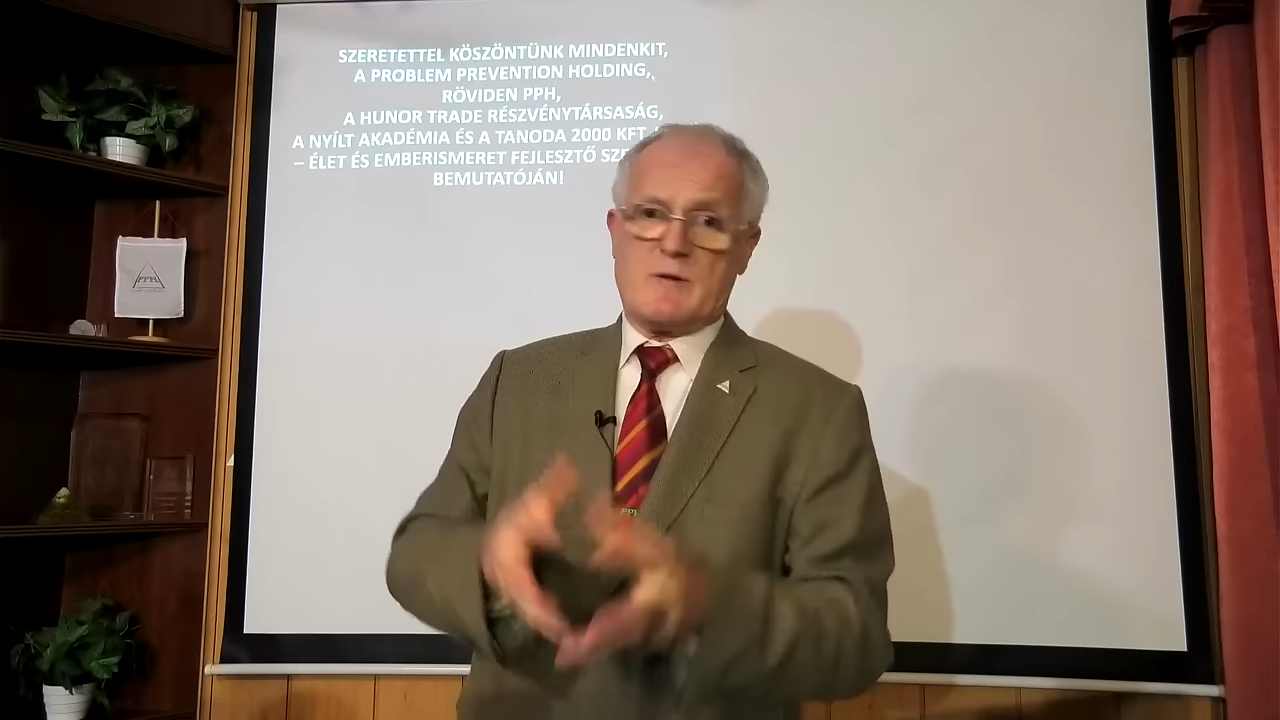 SZERETETTEL KÖSZÖNTÜNK MINDENKIT,
A PROBLEM PREVENTION HOLDING,
RÖVIDEN PPH,
A HUNOR TRADE RÉSZVÉNYTÁRSASÁG,
A NYÍLT AKADÉMIA ÉS A TANODA 2000 KFT
– ÉLET ÉS EMBERISMERET FEJLESZTŐ
BEMUTATÓJÁN!